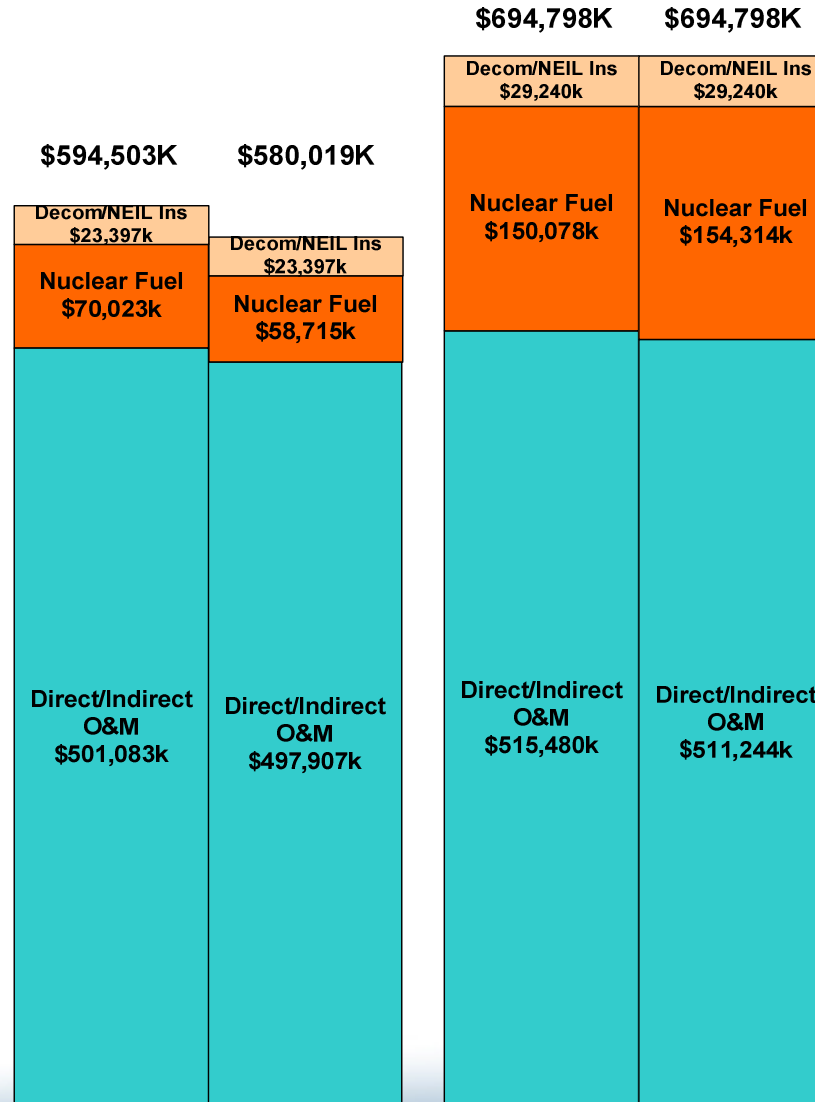 $694,798K
$694,798K
Decom/NEIL Ins
$29,240k
Decom/NEIL Ins
$29,240k
$594,503K
$580,019K
Nuclear Fuel
$150,078k
Nuclear Fuel
$154,314k
Decom/NEIL Ins
$23,397k
Decom/NEIL Ins
$23,397k
Nuclear Fuel
$70,023k
Nuclear Fuel
$58,715k
Direct/Indirect
O&M
$501,083k
Direct/Indirect
O&M
$497,907k
Direct/Indirect
O&M
$515,480k
Direct/Indirect
O&M
$511,244k